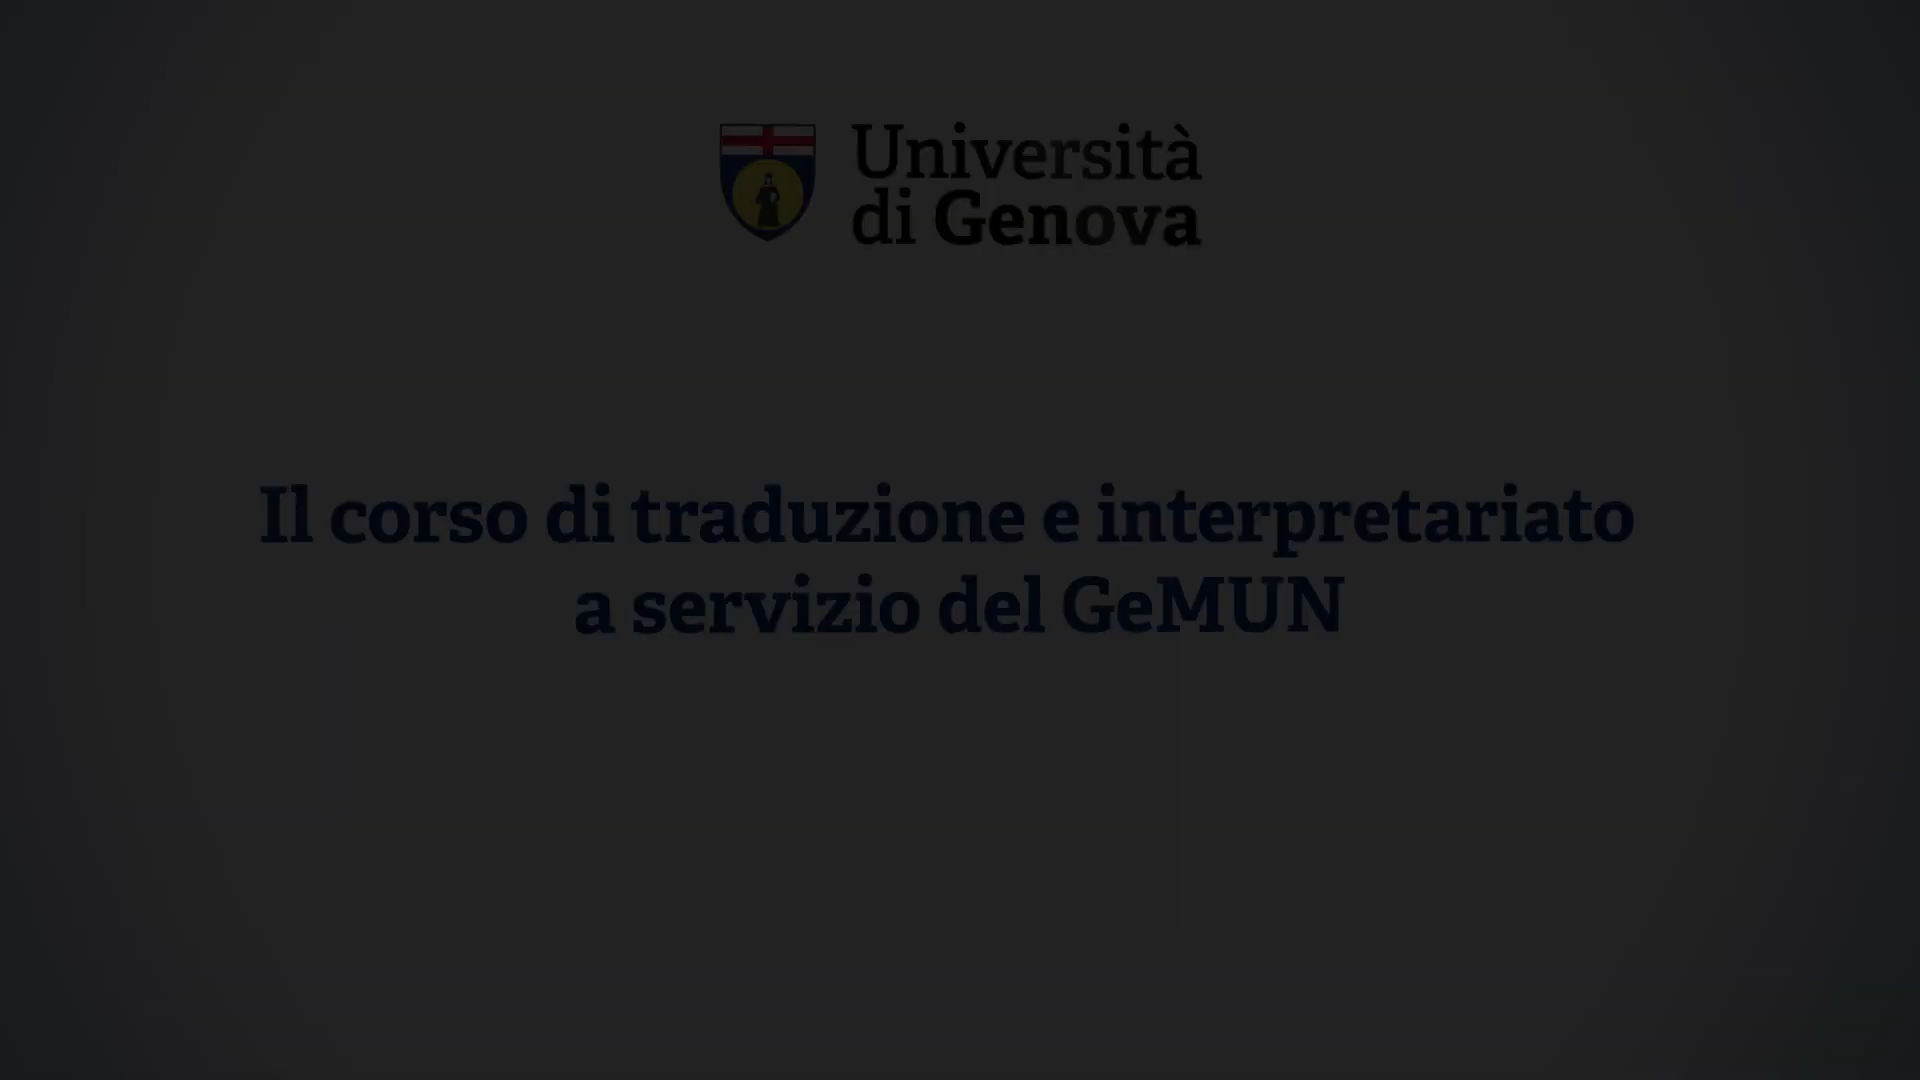 Università
di Genova
Il corso di traduzione e interpretariato
a servizio del GeMUN